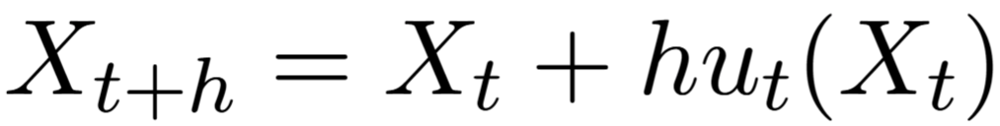 X_{t+h} = X_t + hu_t(X_t)